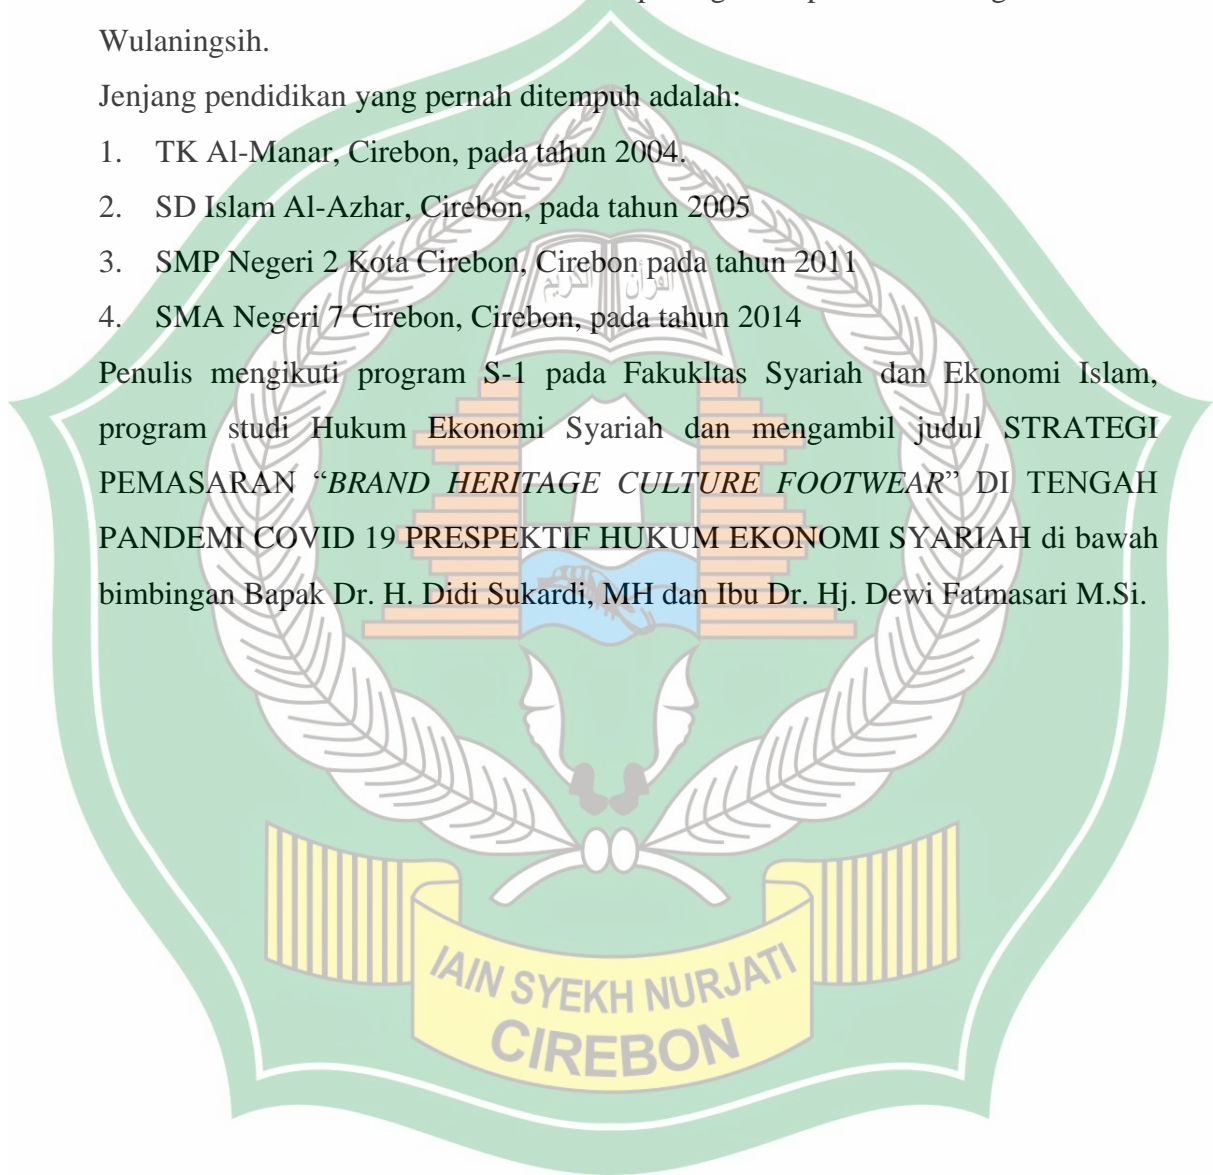 Wulaningsih.
Jenjang pendidikan yang pernah ditempuh adalah:
1. TK Al-Manar, Cirebon, pada tahun 2004.
2. SD Islam Al-Azhar, Cirebon, pada tahun 2005
3. SMP Negeri 2 Kota Cirebon, Cirebon pada tahun 2011
4. SMA Negeri 7 Cirebon, Cirebon, pada tahun 2014
Penulis mengikuti program S-1 pada Fakukltas Syariah dan Ekonomi Islam,
program studi Hukum Ekonomi Syariah dan mengambil judul STRATEGI
PEMASARAN “BRAND HERITAGE CULTURE FOOTWEAR” DI TENGAH
PANDEMI COVID 19 PRESPEKTIF HUKUM EKONOMI SYARIAH di bawah
bimbingan Bapak Dr. H. Didi Sukardi, MH dan Ibu Dr. Hj. Dewi Fatmasari M.Si.
القرآن الكريم
IAIN SYEKH NURJATI
CIREBON